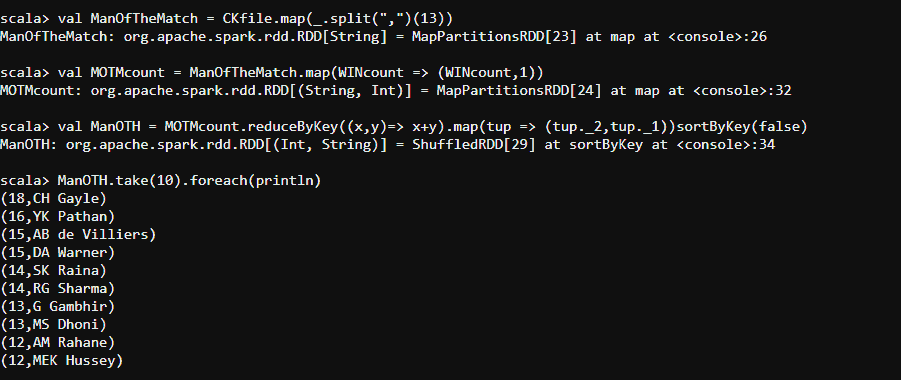 scala> val ManOfTheMatch = CKfile.map(_.split(",")(13))
ManOfTheMatch: org.apache.spark.rdd.RDD[String] = MapPartitionsRDD[23] at map at <console>:26
scala> val MOTMcount = ManOfTheMatch.map(WINcount => (WINcount,1))
MOTMcount: org.apache.spark.rdd.RDD[(String, Int)] = MapPartitionsRDD[24] at map at <console>:32
scala> val ManOTH = MOTMcount.reduceByKey((x,y)=> x+y).map(tup => (tup._2,tup._1))sortByKey(false)
ManOTH: org.apache.spark.rdd.RDD[(Int, String)] = ShuffledRDD[29] at sortByKey at <console>:34
scala> ManOTH.take(10).foreach(println)
(18,CH Gayle)
(16,YK Pathan)
(15,AB de Villiers)
(15,DA Warner)
(14,SK Raina)
(14,RG Sharma)
(13,G Gambhir)
(13,MS Dhoni)
(12,AM Rahane)
(12,MEK Hussey)